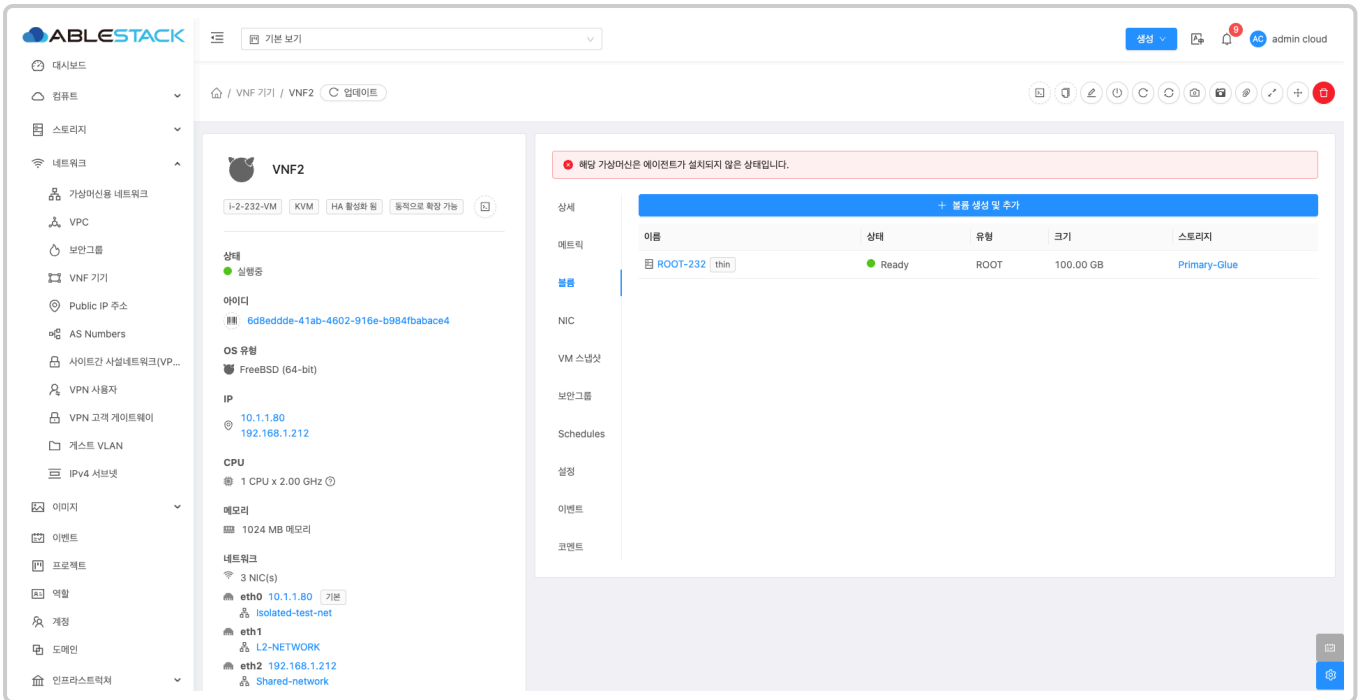 ABLESTACK
기본 보기
생성
9
AC admin cloud
대시보드
컴퓨트
스토리지
네트워크
가상머신용 네트워크
VPC
보안그룹
VNF 기기
Public IP 주소
AS Numbers
사이트간 사설네트워크(VP...
VPN 사용자
VPN 고객 게이트웨이
게스트 VLAN
IPv4 서브넷
이미지
이벤트
프로젝트
역할
계정
도메인
인프라스트럭쳐
/ VNF 기기 / VNF2 업데이트
VNF2
i-2-232-VM KVM HA 활성화 됨 동적으로 확장 가능
상태
실행중
아이디
6d8eddde-41ab-4602-916e-b984fbabace4
OS 유형
FreeBSD (64-bit)
IP
10.1.1.80
192.168.1.212
CPU
1 CPU x 2.00 GHz
메모리
1024 MB 메모리
네트워크
3 NIC(s)
eth0 10.1.1.80 기본
Isolated-test-net
eth1
L2-NETWORK
eth2 192.168.1.212
Shared-network
해당 가상머신은 에이전트가 설치되지 않은 상태입니다.
상세
메트릭
볼륨
NIC
VM 스냅샷
보안그룹
Schedules
설정
이벤트
코멘트
+ 볼륨 생성 및 추가
이름 상태 유형 크기 스토리지
ROOT-232 thin Ready ROOT 100.00 GB Primary-Glue